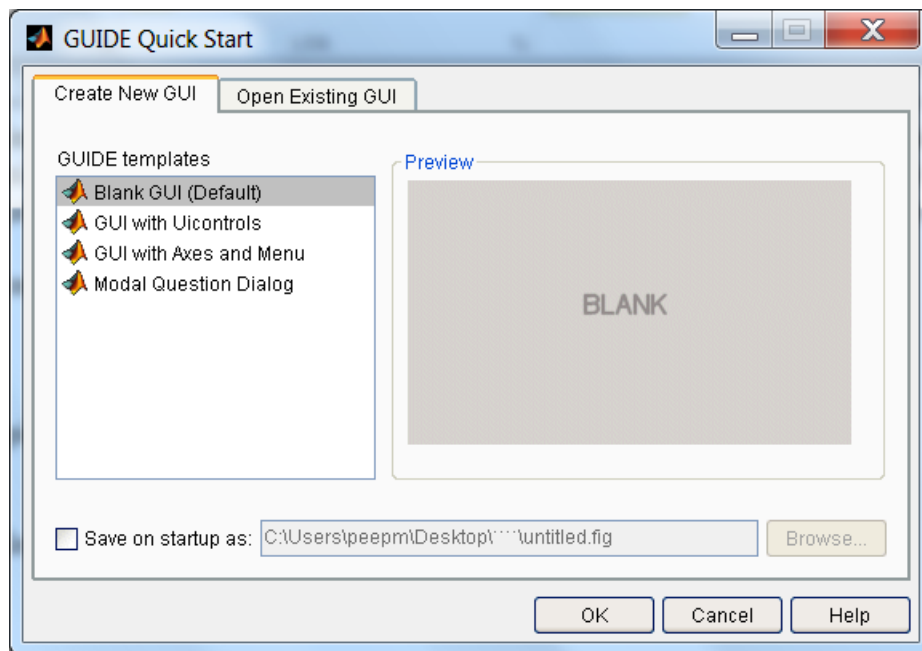 GUIDE Quick Start
Create New GUI
Open Existing GUI
GUIDE templates
Blank GUI (Default)
GUI with Uicontrols
GUI with Axes and Menu
Modal Question Dialog
Preview
BLANK
Save on startup as: C:\Users\peepm\Desktop\````\untitled.fig Browse...
OK Cancel Help